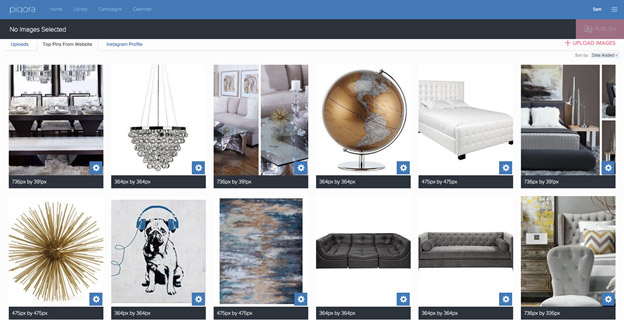 piqora Home Library Campaigns Calendar Sam
No Images Selected PUBLISH
Uploads Top Pins From Website Instagram Profile + UPLOAD IMAGES
Sort by: Date Added
736px by 391px 364px by 364px 736px by 391px 364px by 364px 475px by 475px 736px by 391px
475px by 475px 364px by 364px 475px by 475px 364px by 364px 475px by 475px 736px by 336px